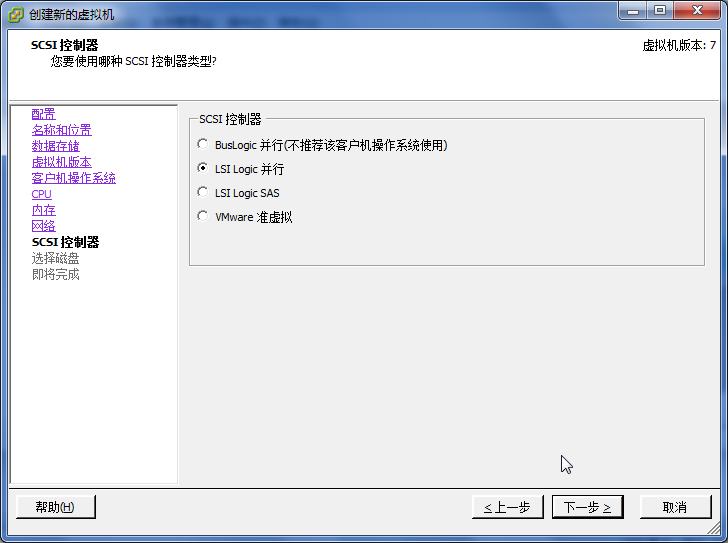 创建新的虚拟机
SCSI 控制器
您要使用哪种 SCSI 控制器类型?
虚拟机版本: 7
配置
名称和位置
数据存储
虚拟机版本
客户机操作系统
CPU
内存
网络
SCSI 控制器
选择磁盘
即将完成
SCSI 控制器
BusLogic 并行(不推荐该客户机操作系统使用)
LSI Logic 并行
LSI Logic SAS
VMware 准虚拟
帮助(H)
< 上一步
下一步 >
取消